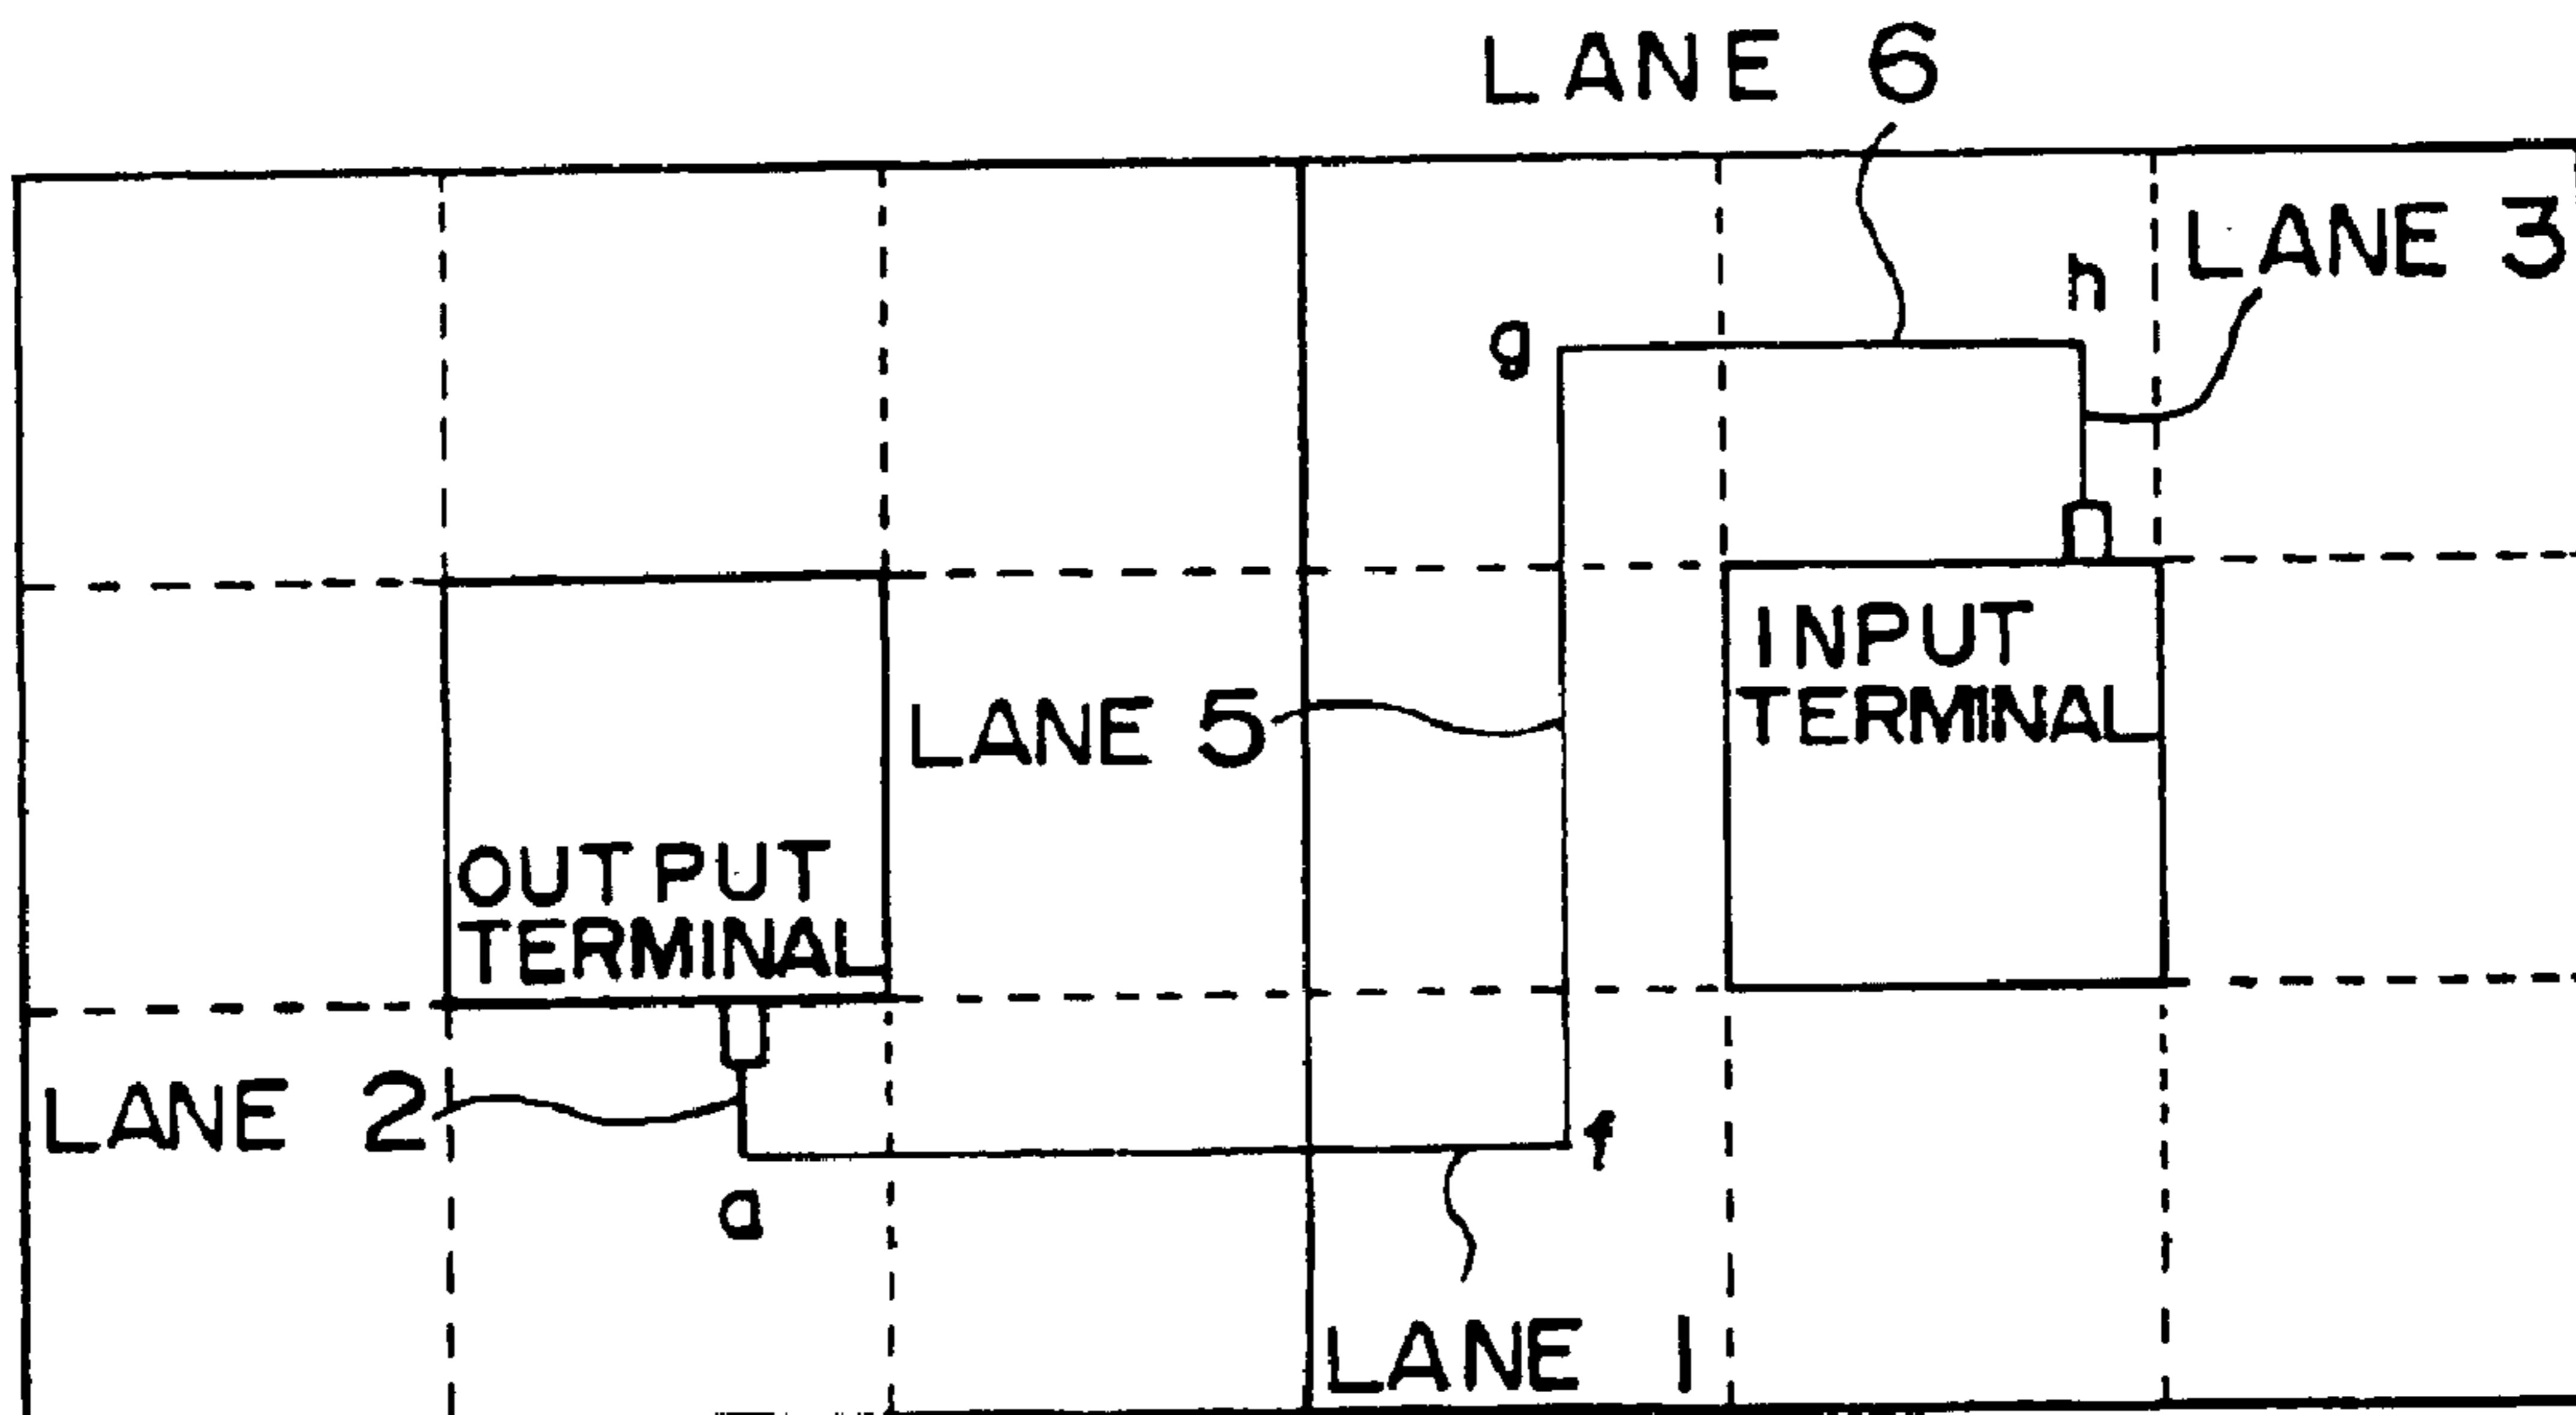 LANE 6
LANE 3
h
g
INPUT
TERMINAL
LANE 5
OUTPUT
TERMINAL
LANE 2
f
a
LANE 1